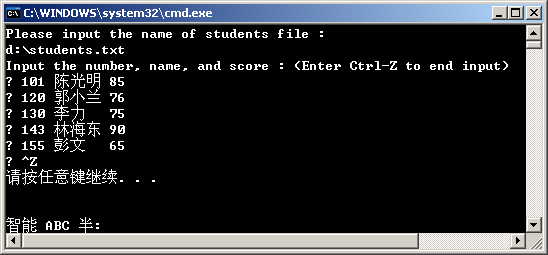 C:\WINDOWS\system32\cmd.exe
Please input the name of students file :
d:\students.txt
Input the number, name, and score : (Enter Ctrl-Z to end input)
? 101 陈光明 85
? 120 郭小兰 76
? 130 李力 75
? 143 林海东 90
? 155 彭文 65
? ^Z
请按任意键继续. . .
智能 ABC 半: